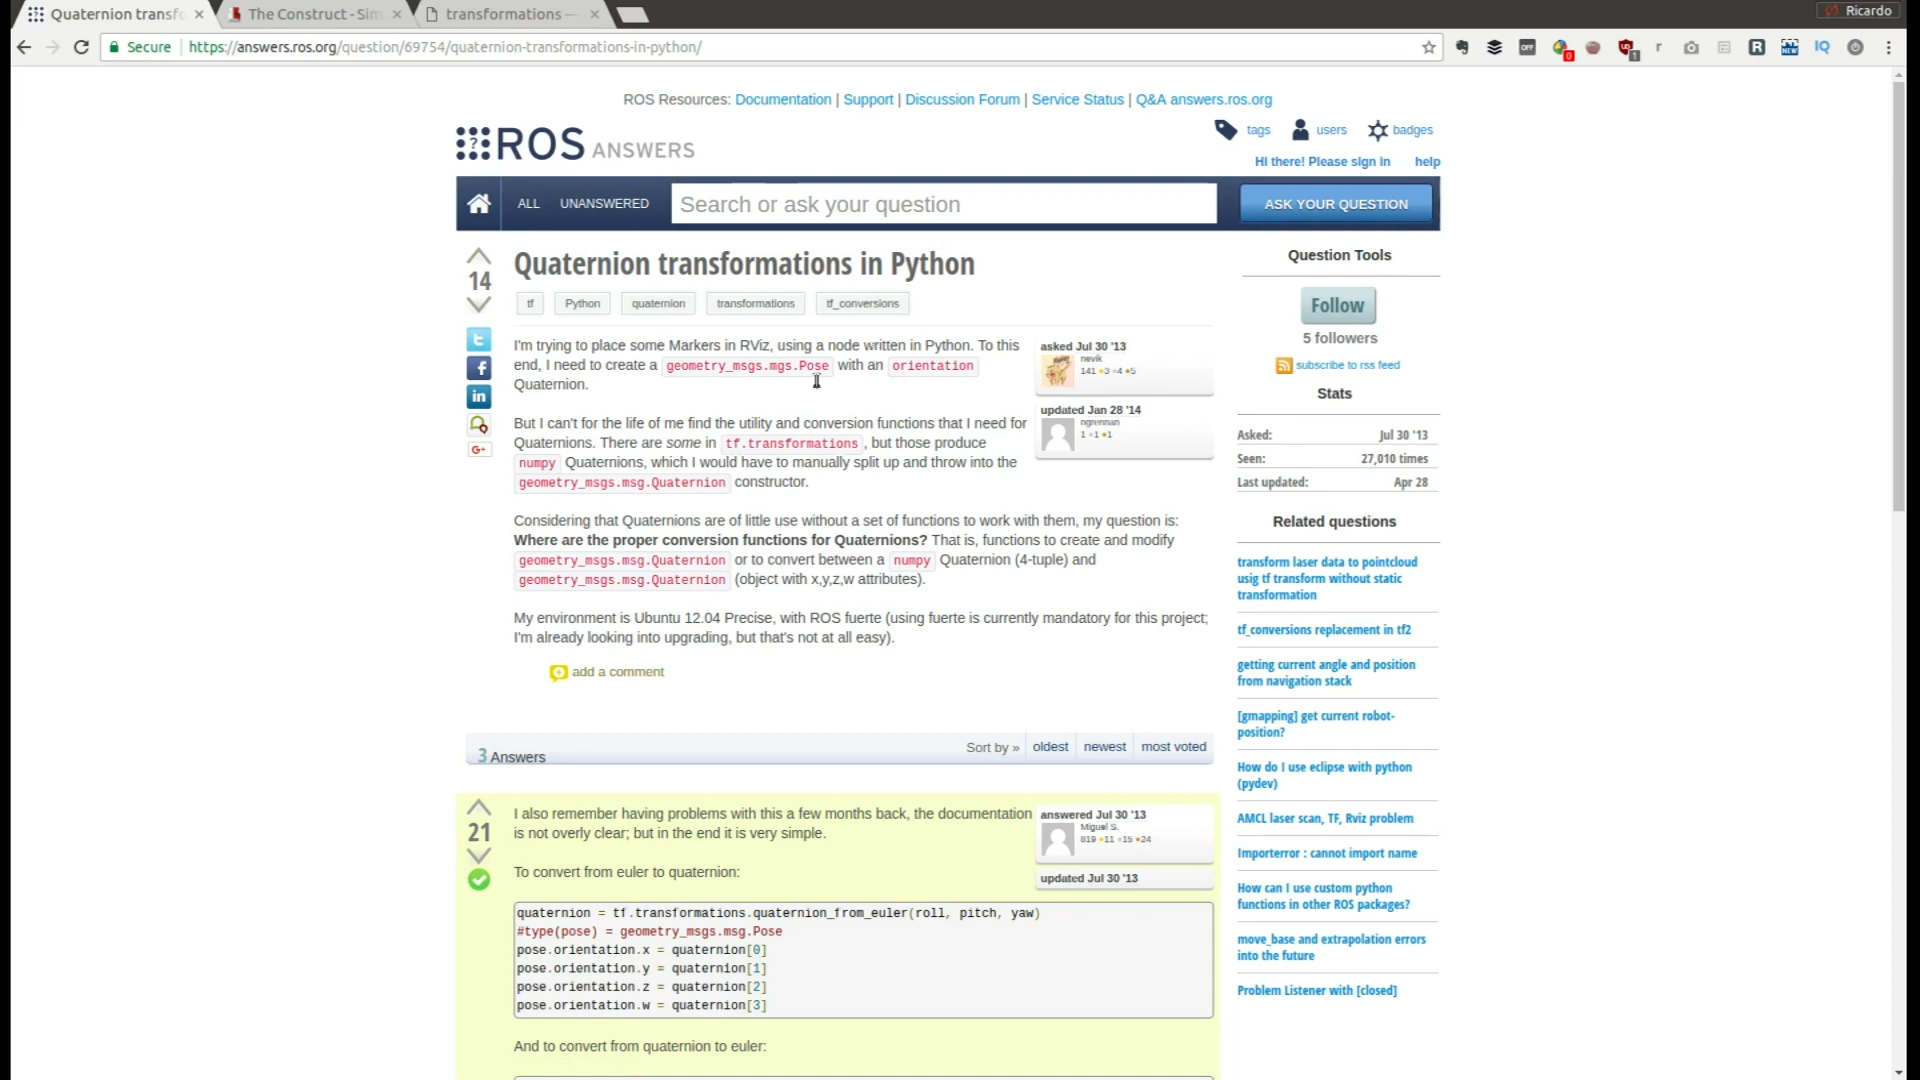 Quaternion transfo
The Construct - Sim
transformations —
Ricardo
Secure
https://answers.ros.org/question/69754/quaternion-transformations-in-python/
ROS Resources: Documentation | Support | Discussion Forum | Service Status | Q&A answers.ros.org
ROS ANSWERS
tags users badges
Hi there! Please sign in help
ALL UNANSWERED Search or ask your question ASK YOUR QUESTION
14
Quaternion transformations in Python
tf Python quaternion transformations tf_conversions
I'm trying to place some Markers in RViz, using a node written in Python. To this
end, I need to create a geometry_msgs.mgs.Pose with an orientation
Quaternion.
asked Jul 30 '13
nevik
141 3 4 5
But I can't for the life of me find the utility and conversion functions that I need for
Quaternions. There are some in tf.transformations, but those produce
numpy Quaternions, which I would have to manually split up and throw into the
geometry_msgs.msg.Quaternion constructor.
updated Jan 28 '14
ngrennan
1 1 1
Considering that Quaternions are of little use without a set of functions to work with them, my question is:
Where are the proper conversion functions for Quaternions? That is, functions to create and modify
geometry_msgs.msg.Quaternion or to convert between a numpy Quaternion (4-tuple) and
geometry_msgs.msg.Quaternion (object with x,y,z,w attributes).
My environment is Ubuntu 12.04 Precise, with ROS fuerte (using fuerte is currently mandatory for this project;
I'm already looking into upgrading, but that's not at all easy).
add a comment
3 Answers
Sort by » oldest newest most voted
21
I also remember having problems with this a few months back, the documentation
is not overly clear; but in the end it is very simple.
answered Jul 30 '13
Miguel S.
819 11 15 24
updated Jul 30 '13
To convert from euler to quaternion:
quaternion = tf.transformations.quaternion_from_euler(roll, pitch, yaw)
#type(pose) = geometry_msgs.msg.Pose
pose.orientation.x = quaternion[0]
pose.orientation.y = quaternion[1]
pose.orientation.z = quaternion[2]
pose.orientation.w = quaternion[3]
And to convert from quaternion to euler:
Question Tools
Follow
5 followers
subscribe to rss feed
Stats
Asked: Jul 30 '13
Seen: 27,010 times
Last updated: Apr 28
Related questions
transform laser data to pointcloud
usig tf transform without static
transformation
tf_conversions replacement in tf2
getting current angle and position
from navigation stack
[gmapping] get current robot-
position?
How do I use eclipse with python
(pydev)
AMCL laser scan, TF, Rviz problem
Importerror : cannot import name
How can I use custom python
functions in other ROS packages?
move_base and extrapolation errors
into the future
Problem Listener with [closed]